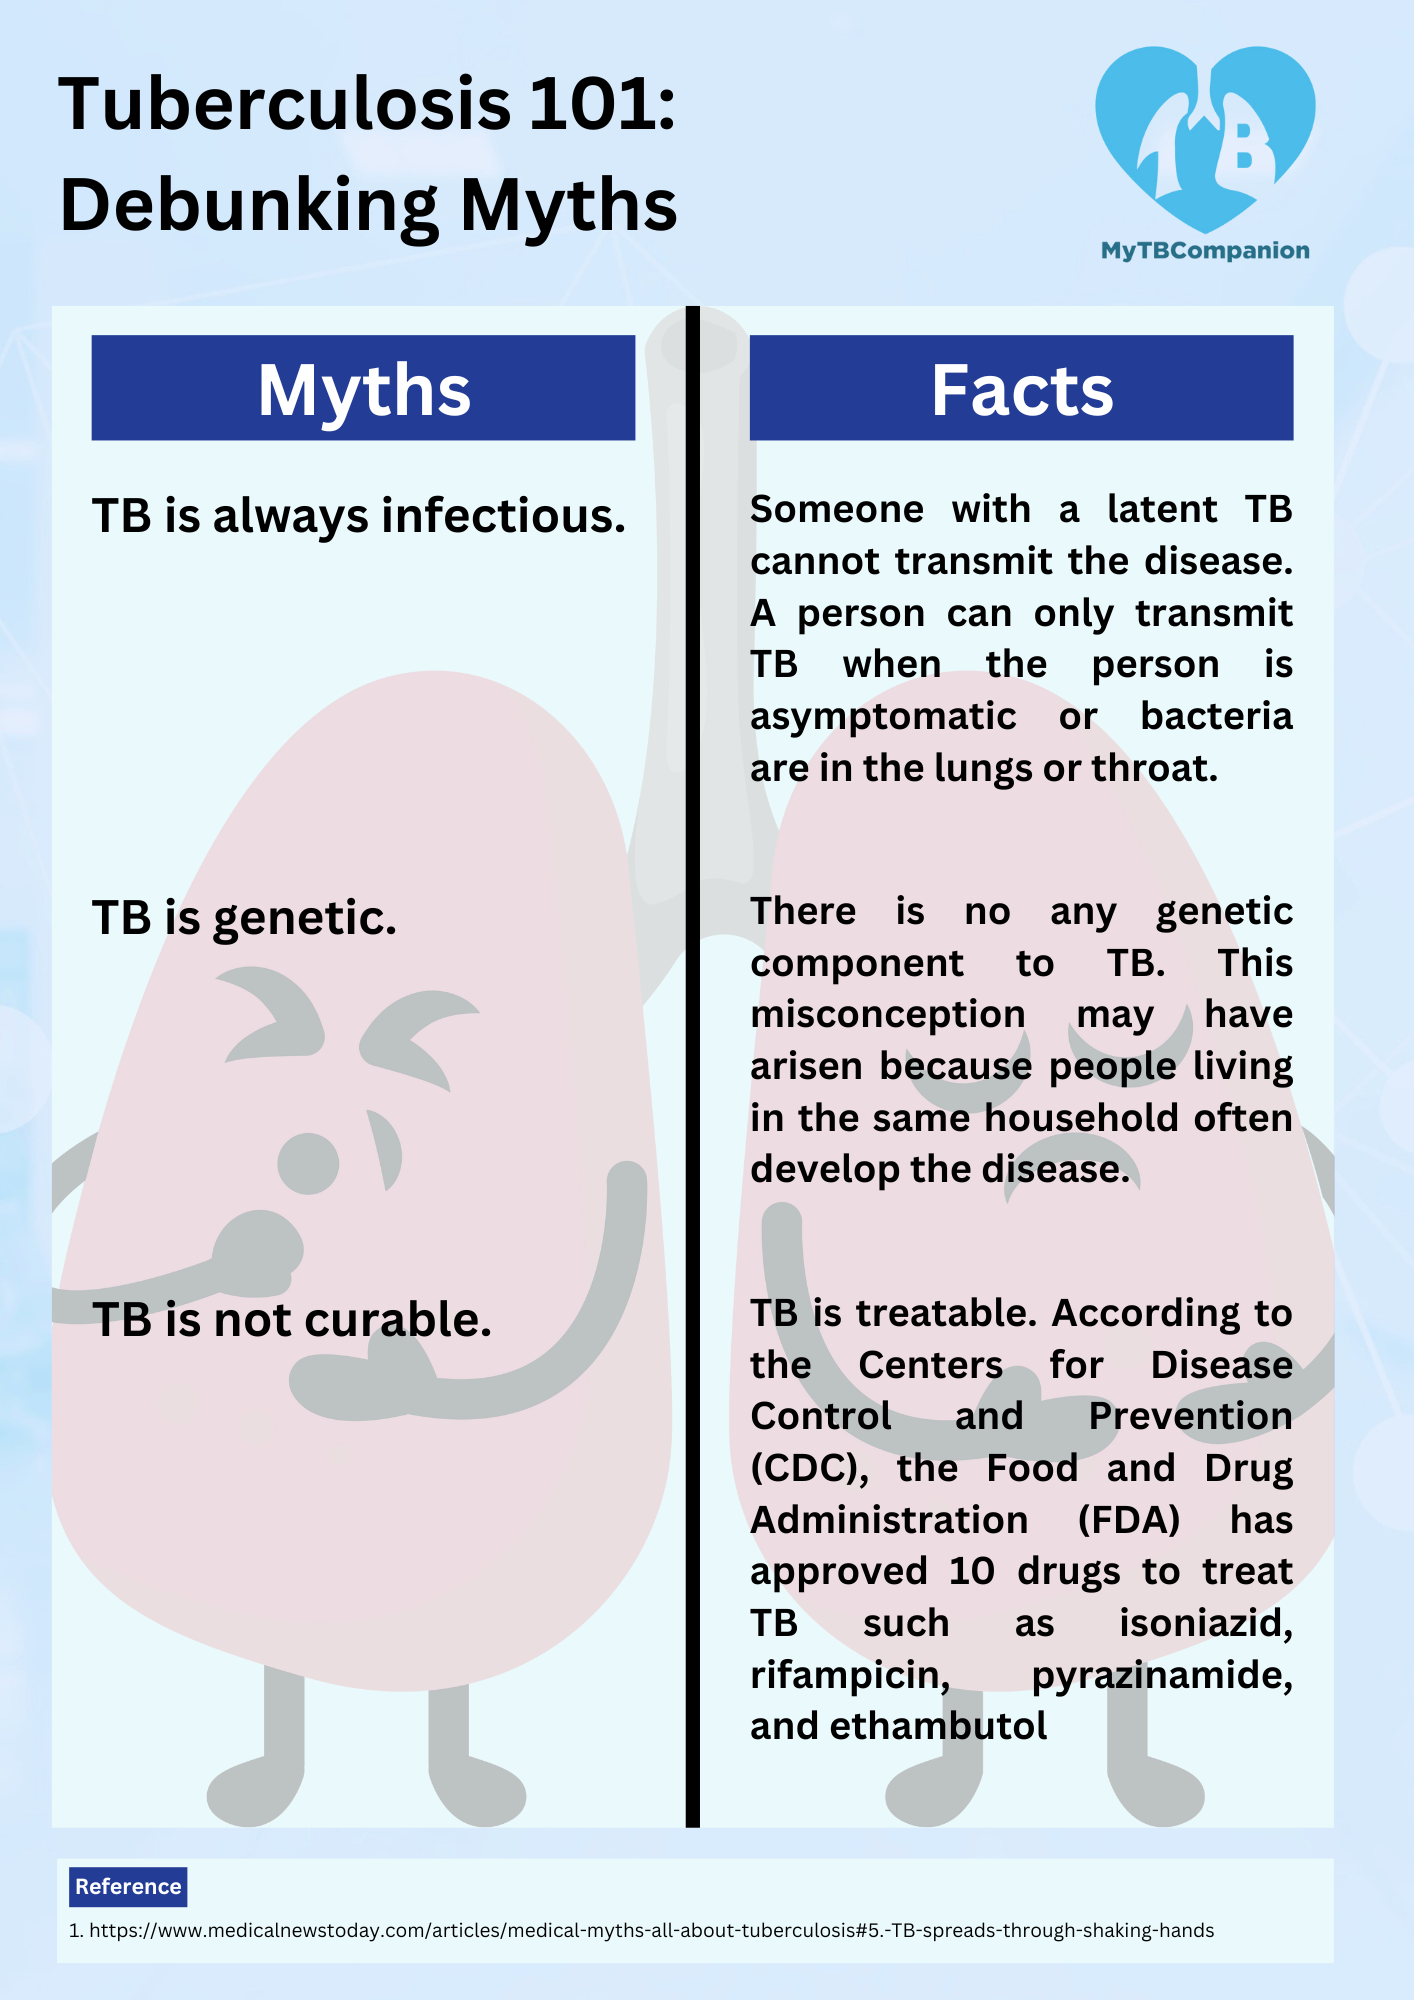 Tuberculosis 101:
Debunking Myths
TB
MyTBCompanion
Myths
Facts
TB is always infectious.
Someone with a latent TB
cannot transmit the disease.
A person can only transmit
TB when the person is
asymptomatic or bacteria
are in the lungs or throat.
TB is genetic.
There is no any genetic
component to TB. This
misconception may have
arisen because people living
in the same household often
develop the disease.
TB is not curable.
TB is treatable. According to
the Centers for Disease
Control and Prevention
(CDC), the Food and Drug
Administration (FDA) has
approved 10 drugs to treat
TB such as isoniazid,
rifampicin, pyrazinamide,
and ethambutol
Reference
1. https://www.medicalnewstoday.com/articles/medical-myths-all-about-tuberculosis#5.-TB-spreads-through-shaking-hands